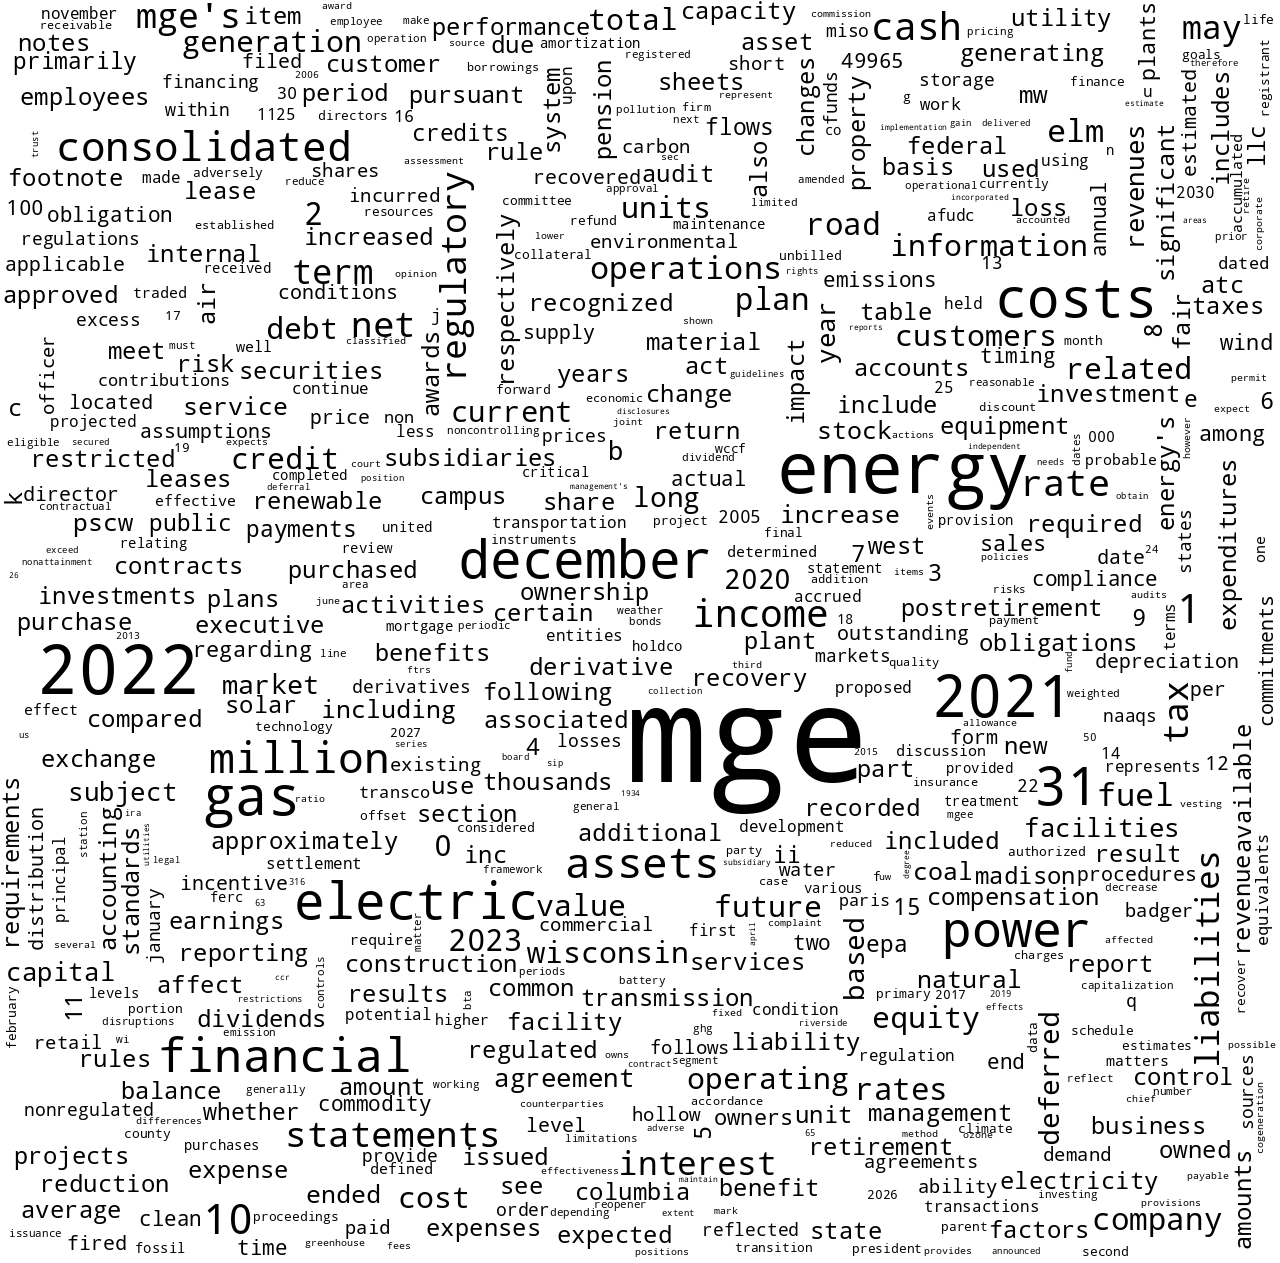 november
mge's
item
award
employee
make
performance
total
capacity
commission
miso
cash
pricing
utility
plants
may
life
receivable
notes
generation
operation
source
due
amortization
asset
49965
generating
goals
therefore
registrant
primarily
filed
customer
borrowings
registered
short
changes
financing
2006
system
upon
pension
sheets
represent
storage
finance
employees
within
30
period
pursuant
pollution
firm
funds
co
property
g
work
mw
estimate
estimated
includes
1125
directors
16
next
flows
implementation
gain
delivered
elm
trust
consolidated
credits
rule
carbon
sec
also
federal
using
n
revenues
significant
llc
footnote
made
adversely
shares
assessment
recovered
audit
approval
amended
basis
used
accumulated
retire
reduce
lease
incurred
regulatory
committee
units
limited
operational
currently
incorporated
loss
2030
100
obligation
established
2
resources
respectively
refund
maintenance
road
afudc
accounted
annual
areas
prior
corporate
regulations
internal
increased
lower
environmental
information
applicable
received
term
opinion
collateral
operations
unbilled
rights
13
dated
approved
traded
air
conditions
recognized
plan
emissions
costs
atc
taxes
excess
17
debt
net
j
supply
shown
year
table
held
8
fair
officer
meet
must
well
classified
material
reports
customers
month
wind
risk
securities
awards
years
act
guidelines
impact
accounts
timing
related
permit
contributions
continue
forward
economic
change
25
reasonable
investment
e
6
c
located
service
price
non
current
disclosures
include
discount
expect
projected
assumptions
less
noncontrolling
joint
return
stock
actions
equipment
000
however
among
eligible
secured
19
expects
court
prices
b
wccf
independent
dates
energy's
restricted
credit
subsidiaries
critical
dividend
energy
needs
probable
k
director
leases
completed
position
deferral
management's
actual
rate
obtain
contractual
effective
renewable
campus
share
long
expenditures
pscw
public
payments
united
transportation
project
2005
increase
events
provision
required
relating
review
instruments
final
states
one
exceed
nonattainment
contracts
purchased
december
determined
7
west
sales
policies
date
24
26
area
statement
items
3
compliance
investments
plans
june
activities
ownership
2020
addition
accrued
risks
audits
purchase
2013
executive
mortgage
periodic
certain
weather
bonds
income
18
postretirement
payment
9
terms
1
commitments
2022
regarding
line
benefits
entities
holdco
plant
outstanding
obligations
ftrs
derivative
third
markets
quality
fund
depreciation
market
derivatives
following
collection
recovery
proposed
2021
weighted
tax
per
effect
compared
solar
including
associated
mge
allowance
naaqs
us
technology
2027
series
4
losses
2015
discussion
form
new
50
14
exchange
million
existing
board
sip
part
provided
represents
12
available
requirements
subject
gas
ratio
transco
use
thousands
1934
insurance
22
31
fuel
vesting
offset
section
general
recorded
treatment
mgee
distribution
station
accounting
standards
ira
utilities
approximately
considered
additional
development
reduced
included
facilities
principal
legal
settlement
0
inc
framework
assets
party
subsidiary
ii
degree
authorized
result
revenue
equivalents
incentive
316
water
case
fuw
coal
madison
procedures
ferc
63
electric
value
future
various
paris
15
compensation
decrease
several
january
earnings
matter
commercial
first
april
complaint
power
badger
liabilities
reporting
require
2023
wisconsin
two
based
epa
affected
capital
ccr
controls
construction
periods
battery
services
charges
report
recover
february
levels
11
affect
restrictions
results
bta
common
transmission
condition
natural
capitalization
portion
dividends
potential
fixed
primary
2017
2019
effects
q
disruptions
emission
higher
facility
ghg
riverside
equity
data
deferred
schedule
retail
wi
regulated
owns
follows
liability
regulation
end
estimates
possible
rules
financial
contract
segment
matters
balance
generally
amount
working
agreement
operating
rates
reflect
control
number
sources
nonregulated
differences
whether
commodity
counterparties
accordance
chief
cogeneration
county
level
hollow
adverse
5
owners
unit
management
climate
business
purchases
statements
limitations
65
method
ozone
projects
provide
defined
issued
effectiveness
interest
retirement
agreements
demand
owned
reduction
expense
maintain
payable
ended
cost
see
columbia
benefit
2026
ability
electricity
investing
average
order
depending
reopener
extent
mark
transactions
provisions
amounts
issuance
clean
10
proceedings
paid
expenses
expected
reflected
state
parent
factors
company
fired
fossil
time
greenhouse
fees
positions
transition
president
provides
announced
second